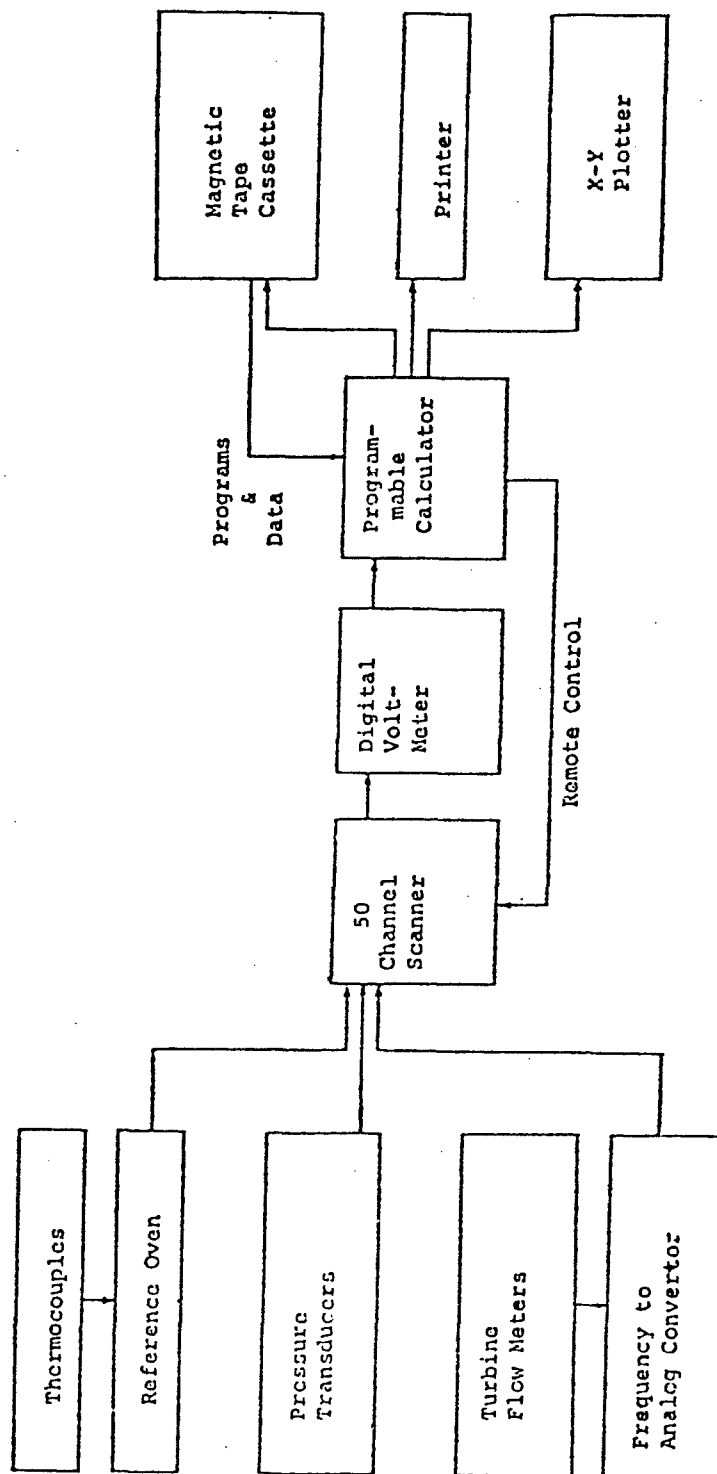 Thermocouples
Reference Oven
Pressure
Transducers
Turbine
Flow Meters
Frequency to
Analog Convertor
50
Channel
Scanner
Digital
Volt-
Meter
Remote Control
Programs
&
Data
Program-
mable
Calculator
Magnetic
Tape
Cassette
Printer
X-Y
Plotter